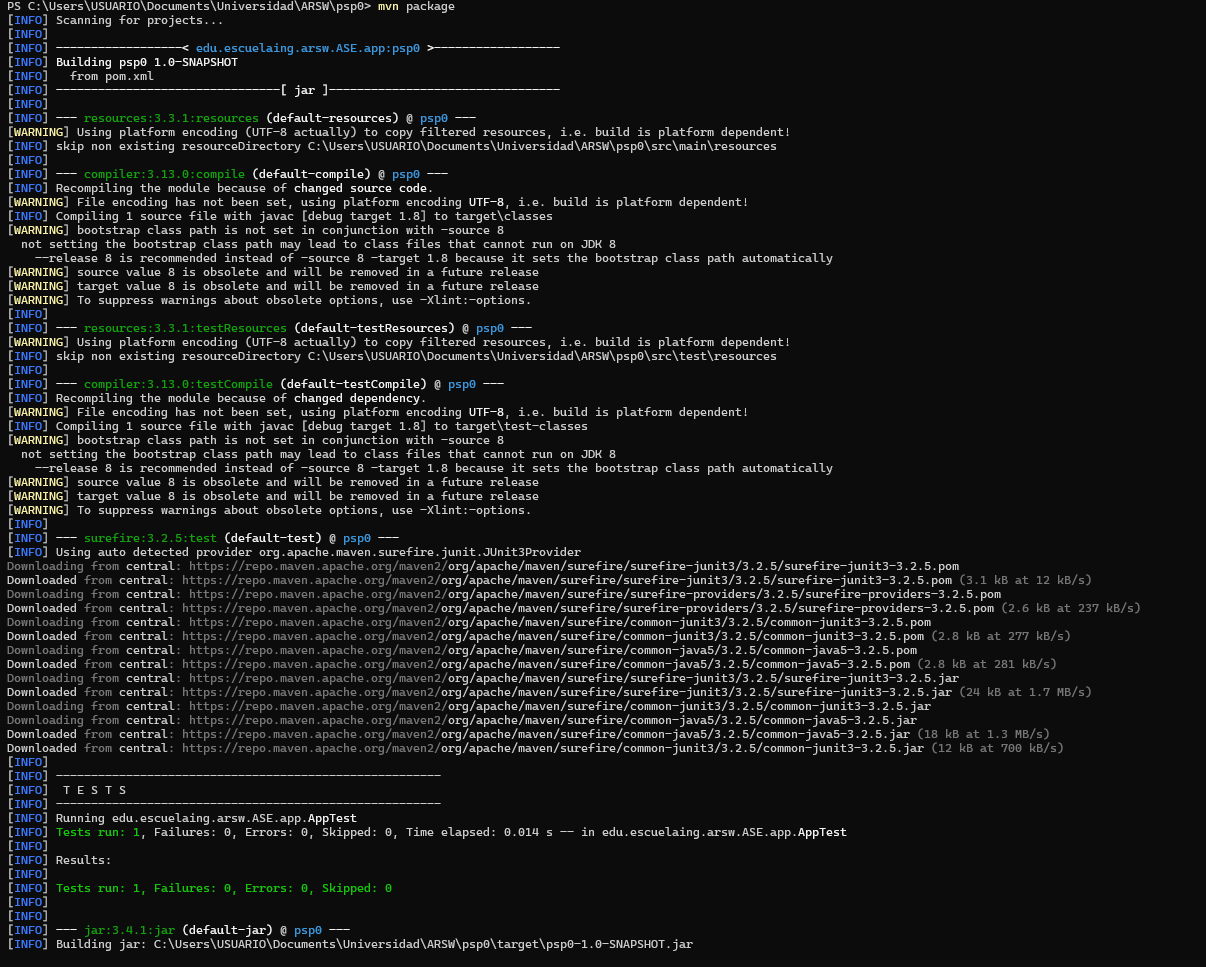 PS C:\Users\USUARIO\Documents\Universidad\ARSW\psp0> mvn package
[INFO] Scanning for projects...
[INFO]
[INFO] ------------------< edu.escuelaing.arsw.ASE.app:psp0 >------------------
[INFO] Building psp0 1.0-SNAPSHOT
[INFO]   from pom.xml
[INFO] --------------------------------[ jar ]---------------------------------
[INFO]
[INFO] --- resources:3.3.1:resources (default-resources) @ psp0 ---
[WARNING] Using platform encoding (UTF-8 actually) to copy filtered resources, i.e. build is platform dependent!
[INFO] skip non existing resourceDirectory C:\Users\USUARIO\Documents\Universidad\ARSW\psp0\src\main\resources
[INFO]
[INFO] --- compiler:3.13.0:compile (default-compile) @ psp0 ---
[INFO] Recompiling the module because of changed source code.
[WARNING] File encoding has not been set, using platform encoding UTF-8, i.e. build is platform dependent!
[INFO] Compiling 1 source file with javac [debug target 1.8] to target\classes
[WARNING] bootstrap class path is not set in conjunction with -source 8
  not setting the bootstrap class path may lead to class files that cannot run on JDK 8
    --release 8 is recommended instead of -source 8 -target 1.8 because it sets the bootstrap class path automatically
[WARNING] source value 8 is obsolete and will be removed in a future release
[WARNING] target value 8 is obsolete and will be removed in a future release
[WARNING] To suppress warnings about obsolete options, use -Xlint:-options.
[INFO]
[INFO] --- resources:3.3.1:testResources (default-testResources) @ psp0 ---
[WARNING] Using platform encoding (UTF-8 actually) to copy filtered resources, i.e. build is platform dependent!
[INFO] skip non existing resourceDirectory C:\Users\USUARIO\Documents\Universidad\ARSW\psp0\src\test\resources
[INFO]
[INFO] --- compiler:3.13.0:testCompile (default-testCompile) @ psp0 ---
[INFO] Recompiling the module because of changed dependency.
[WARNING] File encoding has not been set, using platform encoding UTF-8, i.e. build is platform dependent!
[INFO] Compiling 1 source file with javac [debug target 1.8] to target\test-classes
[WARNING] bootstrap class path is not set in conjunction with -source 8
  not setting the bootstrap class path may lead to class files that cannot run on JDK 8
    --release 8 is recommended instead of -source 8 -target 1.8 because it sets the bootstrap class path automatically
[WARNING] source value 8 is obsolete and will be removed in a future release
[WARNING] target value 8 is obsolete and will be removed in a future release
[WARNING] To suppress warnings about obsolete options, use -Xlint:-options.
[INFO]
[INFO] --- surefire:3.2.5:test (default-test) @ psp0 ---
[INFO] Using auto detected provider org.apache.maven.surefire.junit.JUnit3Provider
Downloading from central: https://repo.maven.apache.org/maven2/org/apache/maven/surefire/surefire-junit3/3.2.5/surefire-junit3-3.2.5.pom
Downloaded from central: https://repo.maven.apache.org/maven2/org/apache/maven/surefire/surefire-junit3/3.2.5/surefire-junit3-3.2.5.pom (3.1 kB at 12 kB/s)
Downloading from central: https://repo.maven.apache.org/maven2/org/apache/maven/surefire/surefire-providers/3.2.5/surefire-providers-3.2.5.pom
Downloaded from central: https://repo.maven.apache.org/maven2/org/apache/maven/surefire/surefire-providers/3.2.5/surefire-providers-3.2.5.pom (2.6 kB at 237 kB/s)
Downloading from central: https://repo.maven.apache.org/maven2/org/apache/maven/surefire/common-junit3/3.2.5/common-junit3-3.2.5.pom
Downloaded from central: https://repo.maven.apache.org/maven2/org/apache/maven/surefire/common-junit3/3.2.5/common-junit3-3.2.5.pom (2.8 kB at 277 kB/s)
Downloading from central: https://repo.maven.apache.org/maven2/org/apache/maven/surefire/common-java5/3.2.5/common-java5-3.2.5.pom
Downloaded from central: https://repo.maven.apache.org/maven2/org/apache/maven/surefire/common-java5/3.2.5/common-java5-3.2.5.pom (2.8 kB at 281 kB/s)
Downloading from central: https://repo.maven.apache.org/maven2/org/apache/maven/surefire/surefire-junit3/3.2.5/surefire-junit3-3.2.5.jar
Downloaded from central: https://repo.maven.apache.org/maven2/org/apache/maven/surefire/surefire-junit3/3.2.5/surefire-junit3-3.2.5.jar (24 kB at 1.7 MB/s)
Downloading from central: https://repo.maven.apache.org/maven2/org/apache/maven/surefire/common-junit3/3.2.5/common-junit3-3.2.5.jar
Downloading from central: https://repo.maven.apache.org/maven2/org/apache/maven/surefire/common-java5/3.2.5/common-java5-3.2.5.jar
Downloaded from central: https://repo.maven.apache.org/maven2/org/apache/maven/surefire/common-java5/3.2.5/common-java5-3.2.5.jar (18 kB at 1.3 MB/s)
Downloaded from central: https://repo.maven.apache.org/maven2/org/apache/maven/surefire/common-junit3/3.2.5/common-junit3-3.2.5.jar (12 kB at 700 kB/s)
[INFO]
[INFO] -------------------------------------------------------
[INFO]  T E S T S
[INFO] -------------------------------------------------------
[INFO] Running edu.escuelaing.arsw.ASE.app.AppTest
[INFO] Tests run: 1, Failures: 0, Errors: 0, Skipped: 0, Time elapsed: 0.014 s -- in edu.escuelaing.arsw.ASE.app.AppTest
[INFO]
[INFO] Results:
[INFO]
[INFO] Tests run: 1, Failures: 0, Errors: 0, Skipped: 0
[INFO]
[INFO]
[INFO] --- jar:3.4.1:jar (default-jar) @ psp0 ---
[INFO] Building jar: C:\Users\USUARIO\Documents\Universidad\ARSW\psp0\target\psp0-1.0-SNAPSHOT.jar